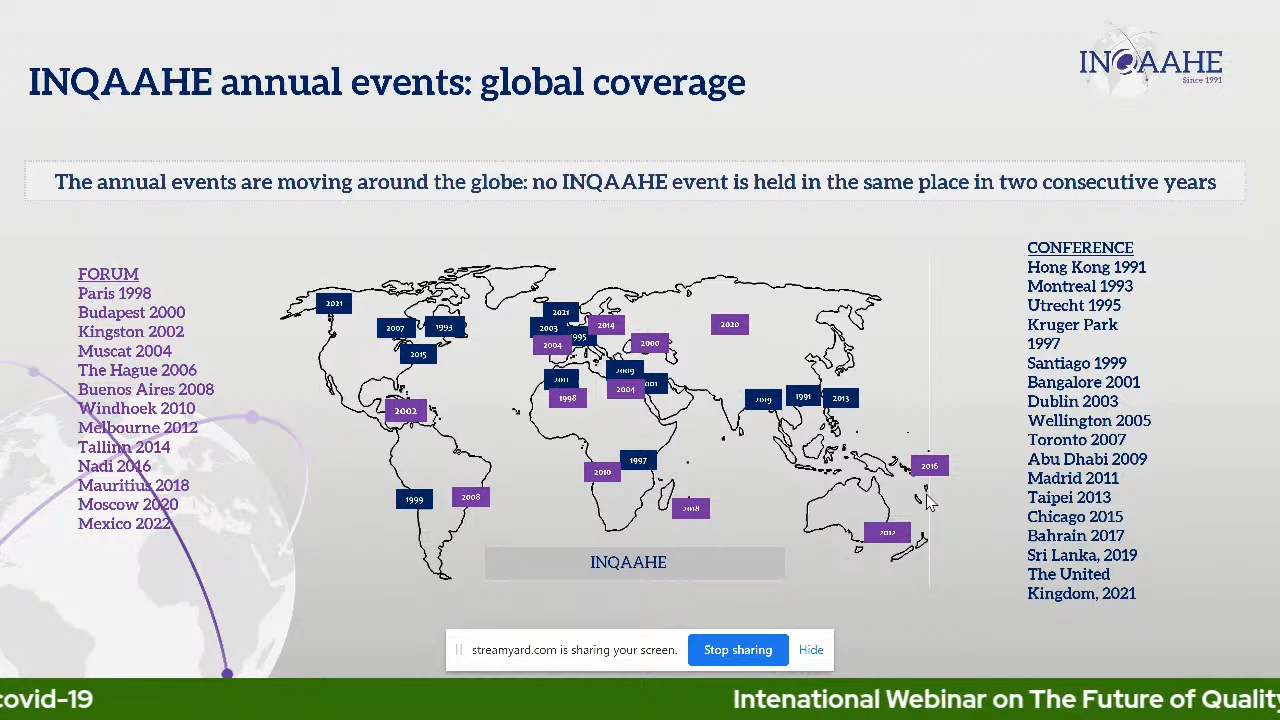 INQAAHE
Since 1991
INQAAHE annual events: global coverage
The annual events are moving around the globe: no INQAAHE event is held in the same place in two consecutive years
FORUM
Paris 1998
Budapest 2000
Kingston 2002
Muscat 2004
The Hague 2006
Buenos Aires 2008
Windhoek 2010
Melbourne 2012
Tallinn 2014
Nadi 2016
Mauritius 2018
Moscow 2020
Mexico 2022
2021
2007
1993
2015
2002
1999
2008
2021
2003
995
2014
2004
2000
2011
1998
2009
001
2004
2010
1997
2018
2020
2019
1991
2013
2016
2012
INQAAHE
CONFERENCE
Hong Kong 1991
Montreal 1993
Utrecht 1995
Kruger Park
1997
Santiago 1999
Bangalore 2001
Dublin 2003
Wellington 2005
Toronto 2007
Abu Dhabi 2009
Madrid 2011
Taipei 2013
Chicago 2015
Bahrain 2017
Sri Lanka, 2019
The United
Kingdom, 2021
streamyard.com is sharing your screen.
Stop sharing
Hide
covid-19
Intenational Webinar on The Future of Quality